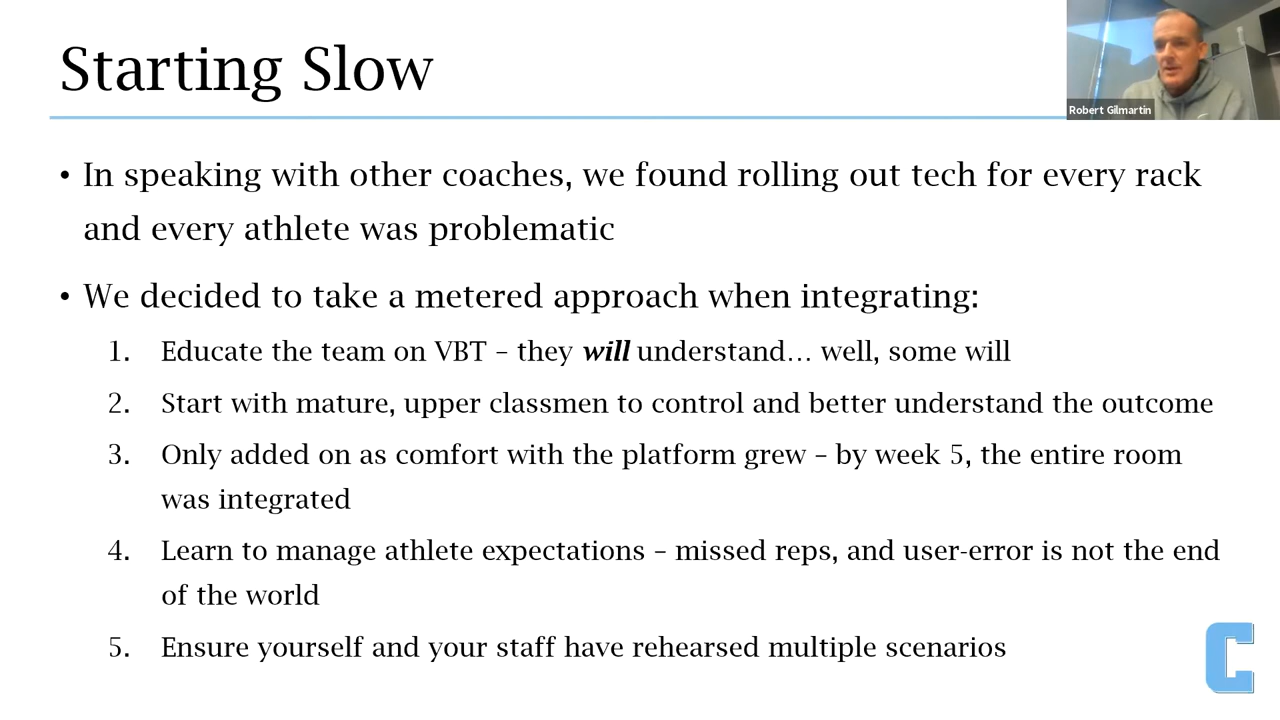 Starting Slow
Robert Gilmartin
• In speaking with other coaches, we found rolling out tech for every rack
and every athlete was problematic
• We decided to take a metered approach when integrating:
1. Educate the team on VBT – they will understand… well, some will
2. Start with mature, upper classmen to control and better understand the outcome
3. Only added on as comfort with the platform grew – by week 5, the entire room
was integrated
4. Learn to manage athlete expectations – missed reps, and user-error is not the end
of the world
5. Ensure yourself and your staff have rehearsed multiple scenarios
C